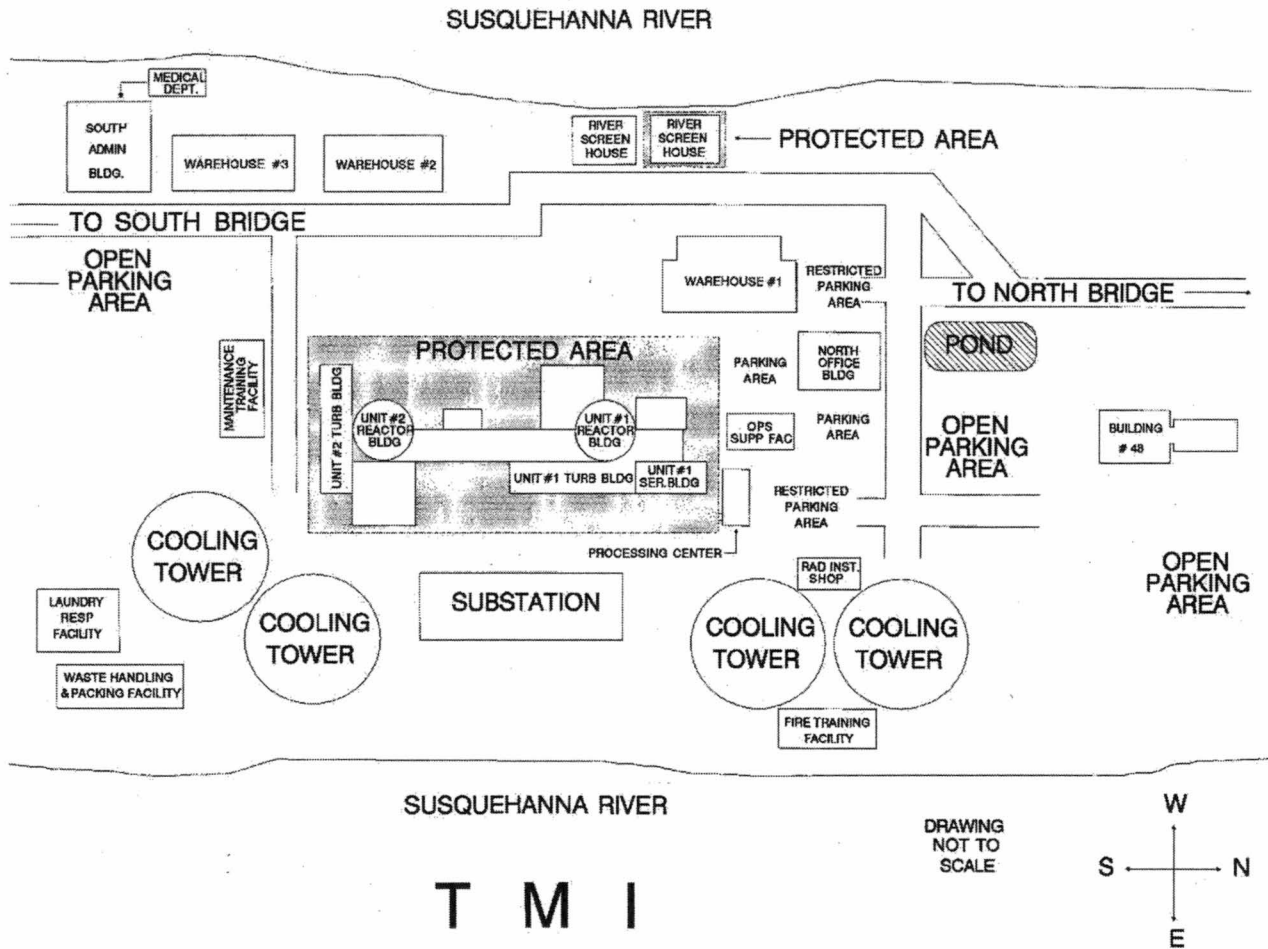 SUSQUEHANNA RIVER
MEDICAL
DEPT.
SOUTH
ADMIN
BLDG.
WAREHOUSE #3
WAREHOUSE #2
RIVER
SCREEN
HOUSE
RIVER
SCREEN
HOUSE
PROTECTED AREA
TO SOUTH BRIDGE
OPEN
PARKING
AREA
WAREHOUSE #1
RESTRICTED
PARKING
AREA
TO NORTH BRIDGE
MAINTENANCE
TRAINING
FACILITY
PROTECTED AREA
UNIT #2 TURB BLDG
UNIT #2
REACTOR
BLDG
UNIT #1
REACTOR
BLDG
UNIT #1 TURB BLDG
UNIT #1
SER. BLDG
PARKING
AREA
NORTH
OFFICE
BLDG
POND
OPS
SUPP FAC
PARKING
AREA
OPEN
PARKING
AREA
BUILDING
# 48
RESTRICTED
PARKING
AREA
PROCESSING CENTER
COOLING
TOWER
COOLING
TOWER
SUBSTATION
RAD INST.
SHOP
COOLING
TOWER
COOLING
TOWER
OPEN
PARKING
AREA
LAUNDRY
RESP
FACILITY
WASTE HANDLING
& PACKING FACILITY
FIRE TRAINING
FACILITY
SUSQUEHANNA RIVER
DRAWING
NOT TO
SCALE
W
S N
E
T M I